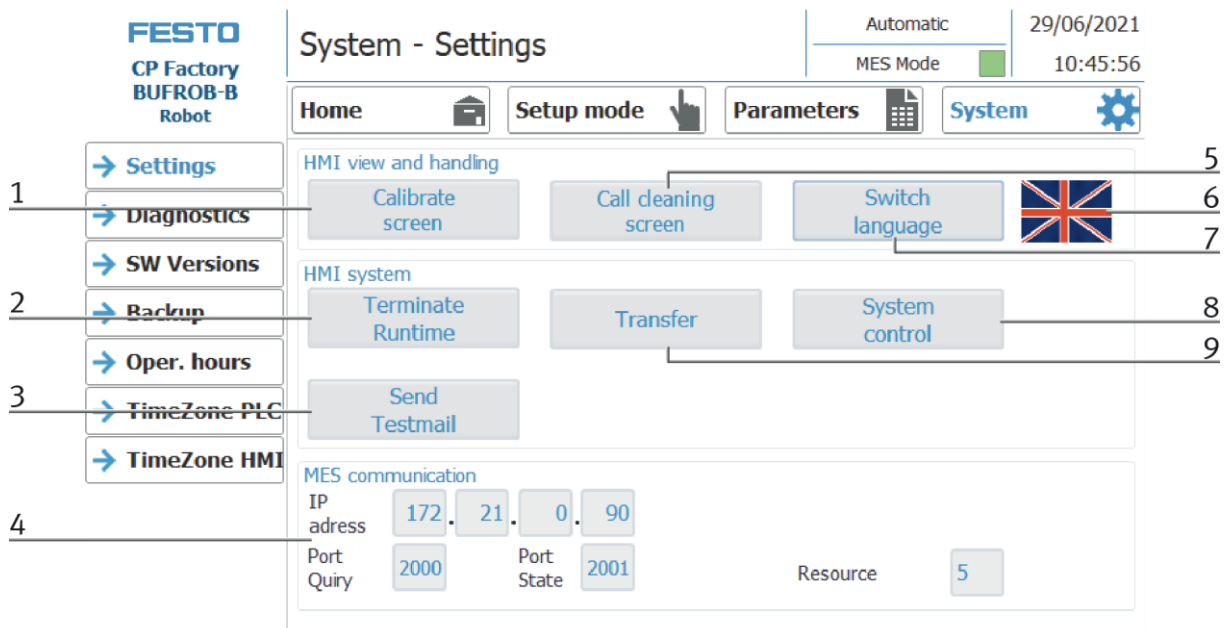 FESTO
CP Factory
BUFROB-B
Robot
System - Settings
Automatic
MES Mode
29/06/2021
10:45:56
Home
Setup mode
Parameters
System
Settings
Diagnostics
SW Versions
Backup
Oper. hours
TimeZone PLC
TimeZone HMI
HMI view and handling
Calibrate
screen
Call cleaning
screen
Switch
language
HMI system
Terminate
Runtime
Transfer
System
control
Send
Testmail
MES communication
IP
adress
172 . 21 . 0 . 90
Port
Quiry
2000
Port
State
2001
Resource
5
1
2
3
4
5
6
7
8
9